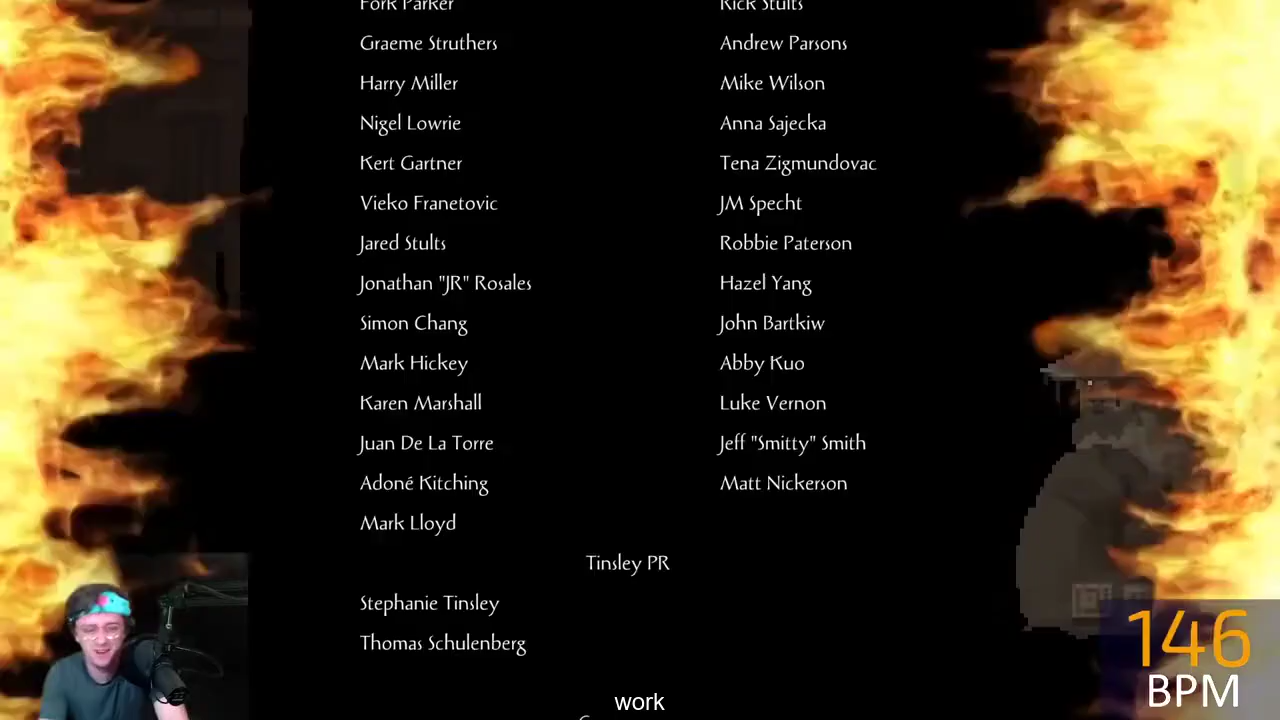 Fork Parker Rick Stults
Graeme Struthers Andrew Parsons
Harry Miller Mike Wilson
Nigel Lowrie Anna Sajecka
Kert Gartner Tena Zigmundovac
Vieko Franetovic JM Specht
Jared Stults Robbie Paterson
Jonathan "JR" Rosales Hazel Yang
Simon Chang John Bartkiw
Mark Hickey Abby Kuo
Karen Marshall Luke Vernon
Juan De La Torre Jeff "Smitty" Smith
Adoné Kitching Matt Nickerson
Mark Lloyd
Tinsley PR
Stephanie Tinsley
Thomas Schulenberg
146
BPM
work